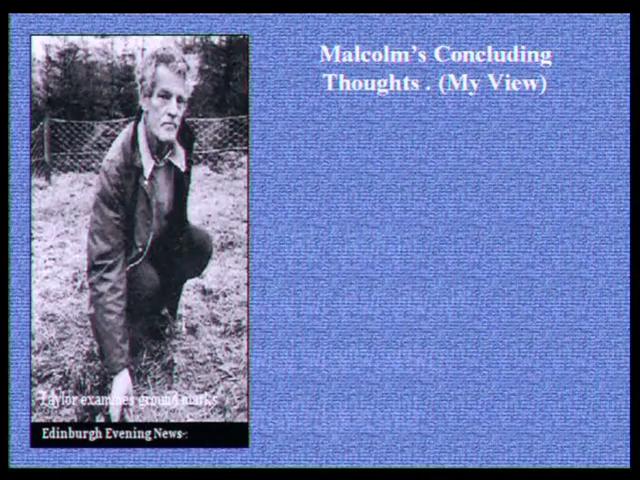 Malcolm's Concluding
Thoughts . (My View)
Taylor examines ground marks
Edinburgh Evening News